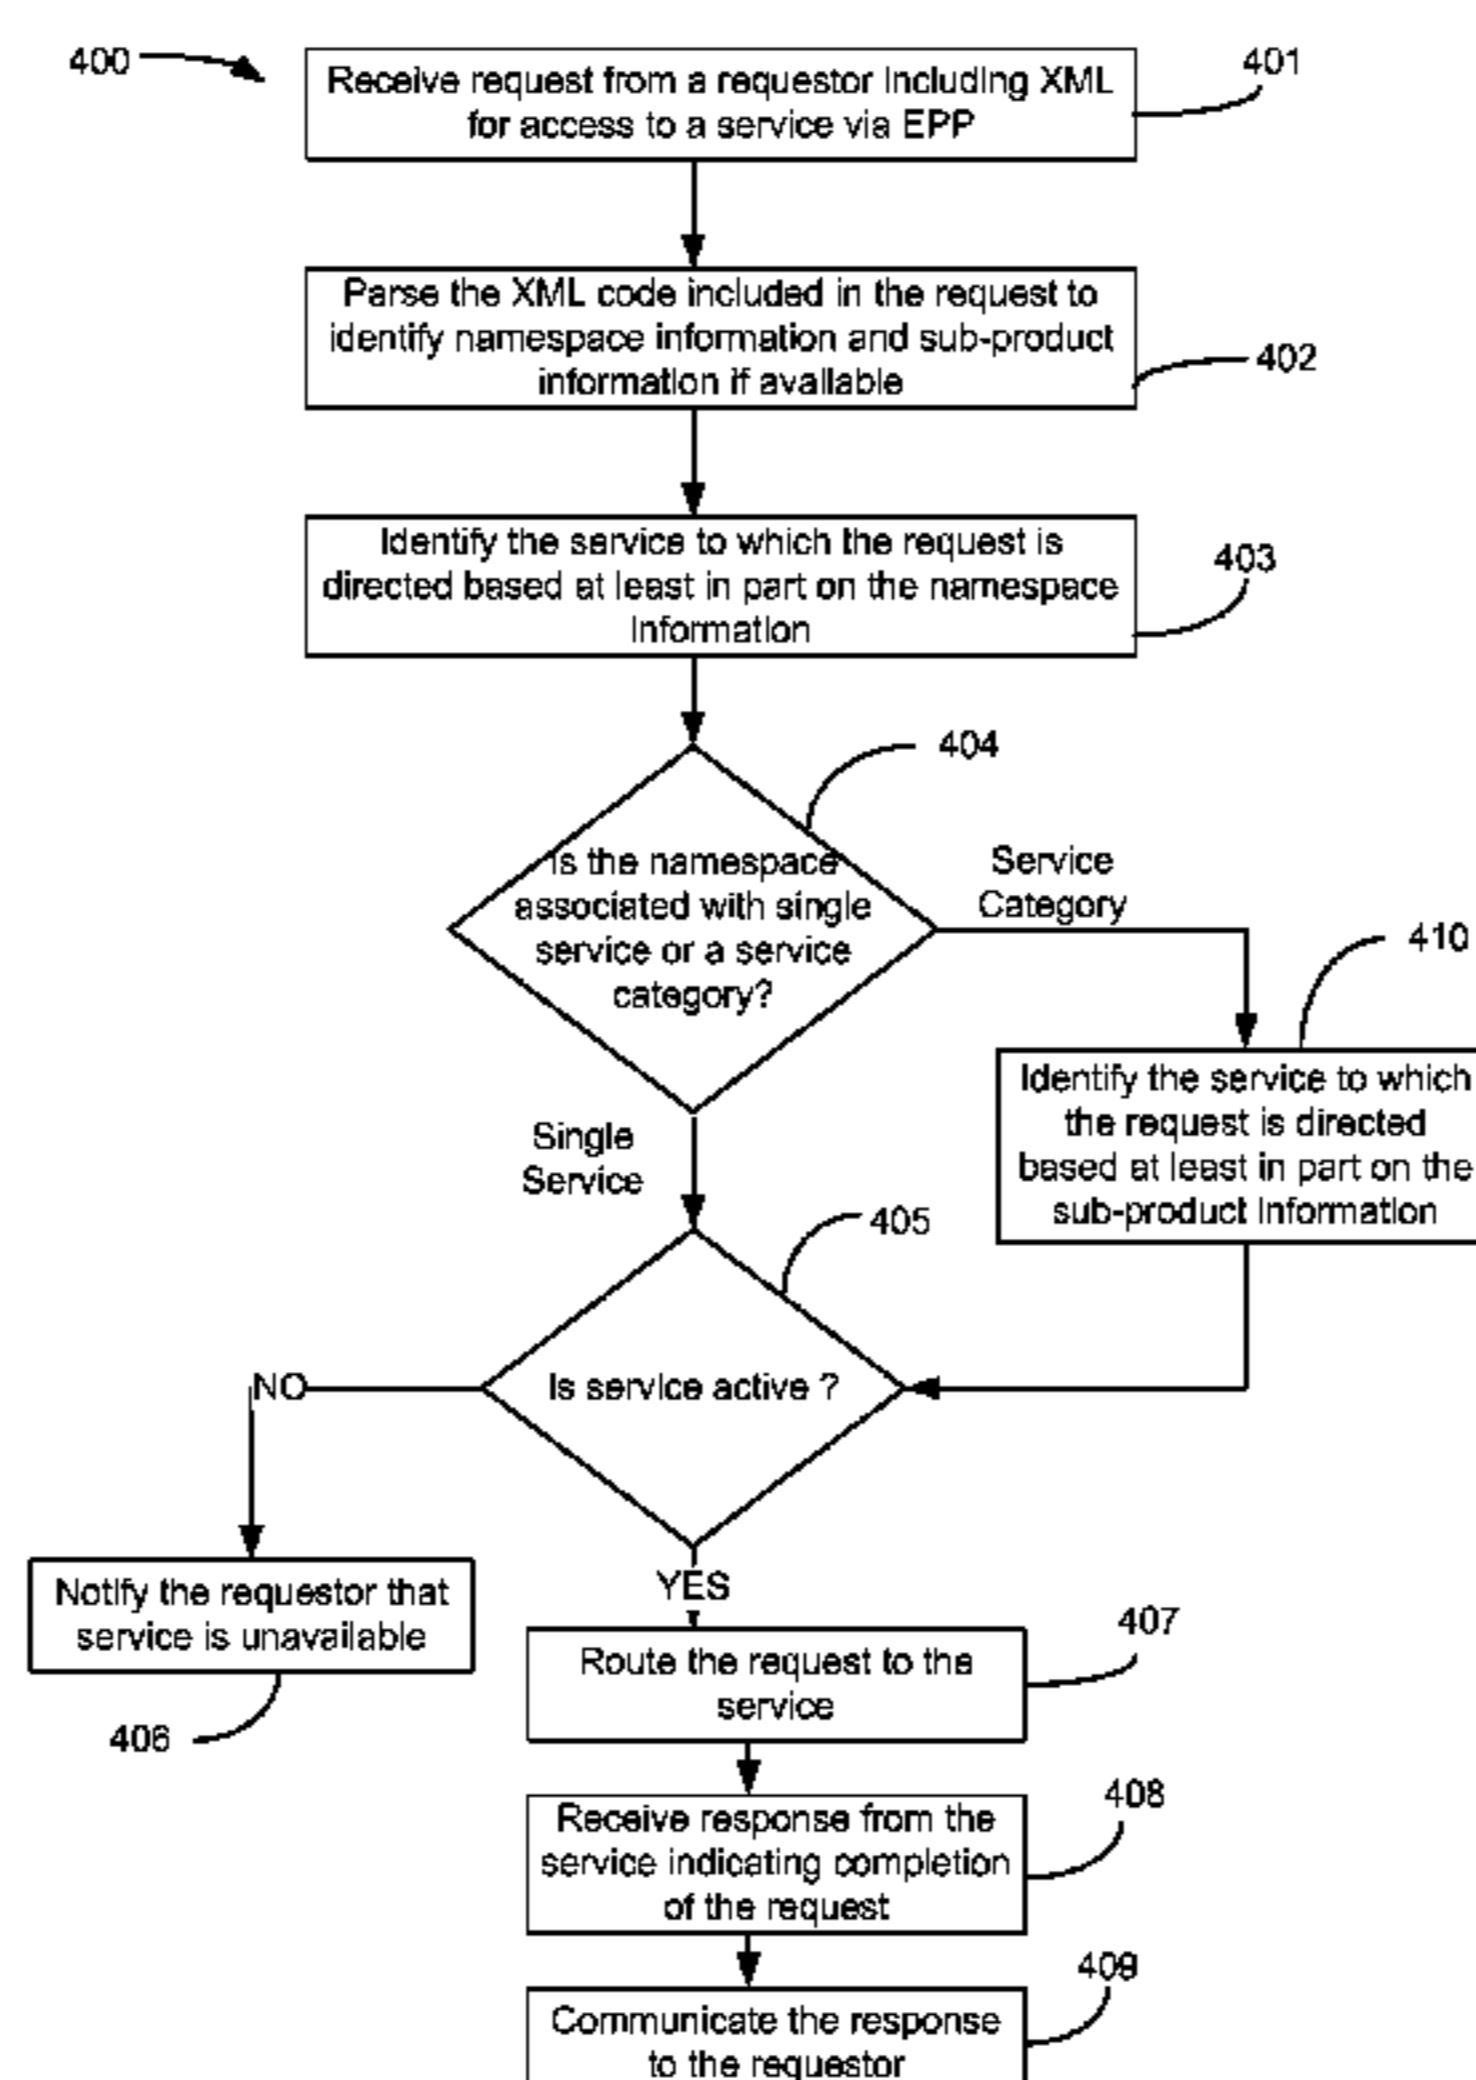 400
Receive request from a requestor including XML
for access to a service via EPP
401
Parse the XML code included in the request to
identify namespace information and sub-product
information if available
402
Identify the service to which the request is
directed based at least in part on the namespace
information
403
404
Is the namespace
associated with single
service or a service
category?
Service
Category
410
Identify the service to which
the request is directed
based at least in part on the
sub-product information
Single
Service
405
Is service active ?
NO
YES
Notify the requestor that
service is unavailable
406
Route the request to the
service
407
Receive response from the
service indicating completion
of the request
408
Communicate the response
to the requestor
409